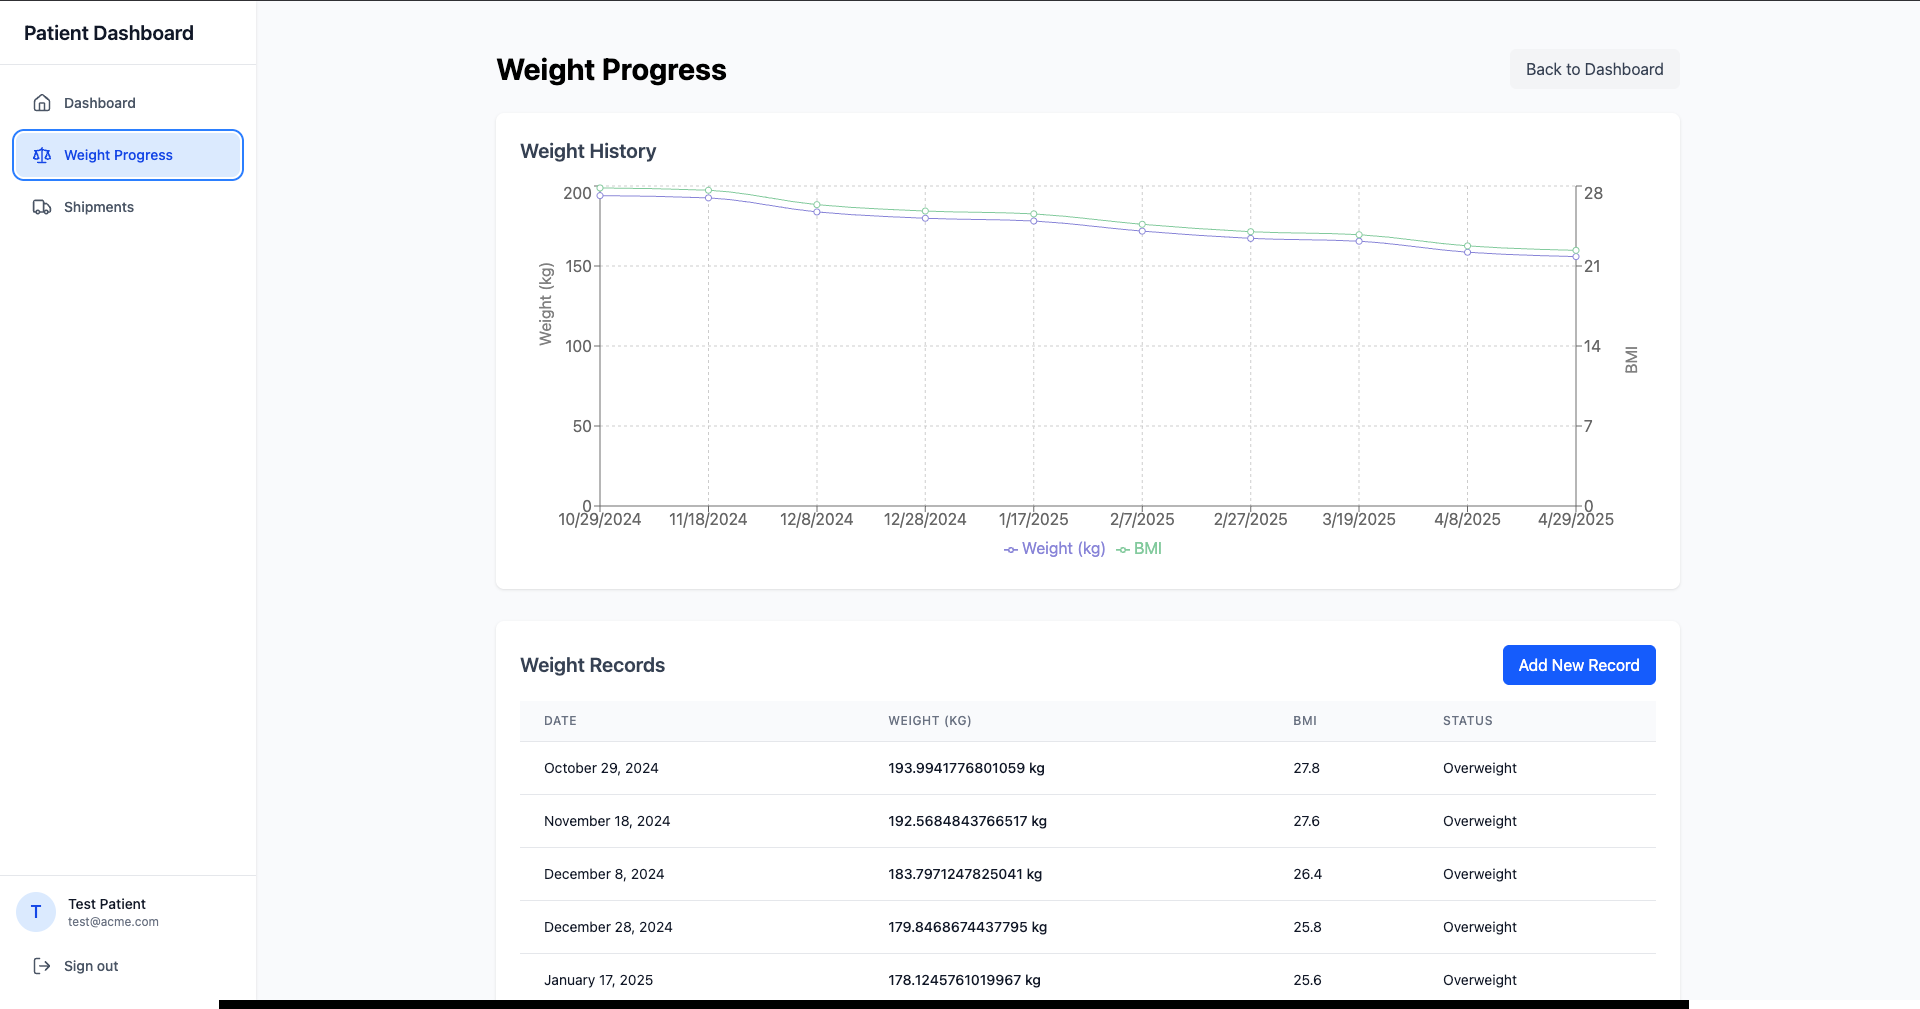 Patient Dashboard
Dashboard
Weight Progress
Shipments
Test Patient
T
test@acme.com
Sign out
Weight Progress
Back to Dashboard
Weight History
200
150
100
50
0
Weight (kg)
28
21
14
7
0
BMI
10/29/2024 11/18/2024 12/8/2024 12/28/2024 1/17/2025 2/7/2025 2/27/2025 3/19/2025 4/8/2025 4/29/2025
Weight (kg) BMI
Weight Records
Add New Record
DATE WEIGHT (KG) BMI STATUS
October 29, 2024 193.9941776801059 kg 27.8 Overweight
November 18, 2024 192.5684843766517 kg 27.6 Overweight
December 8, 2024 183.7971247825041 kg 26.4 Overweight
December 28, 2024 179.8468674437795 kg 25.8 Overweight
January 17, 2025 178.1245761019967 kg 25.6 Overweight